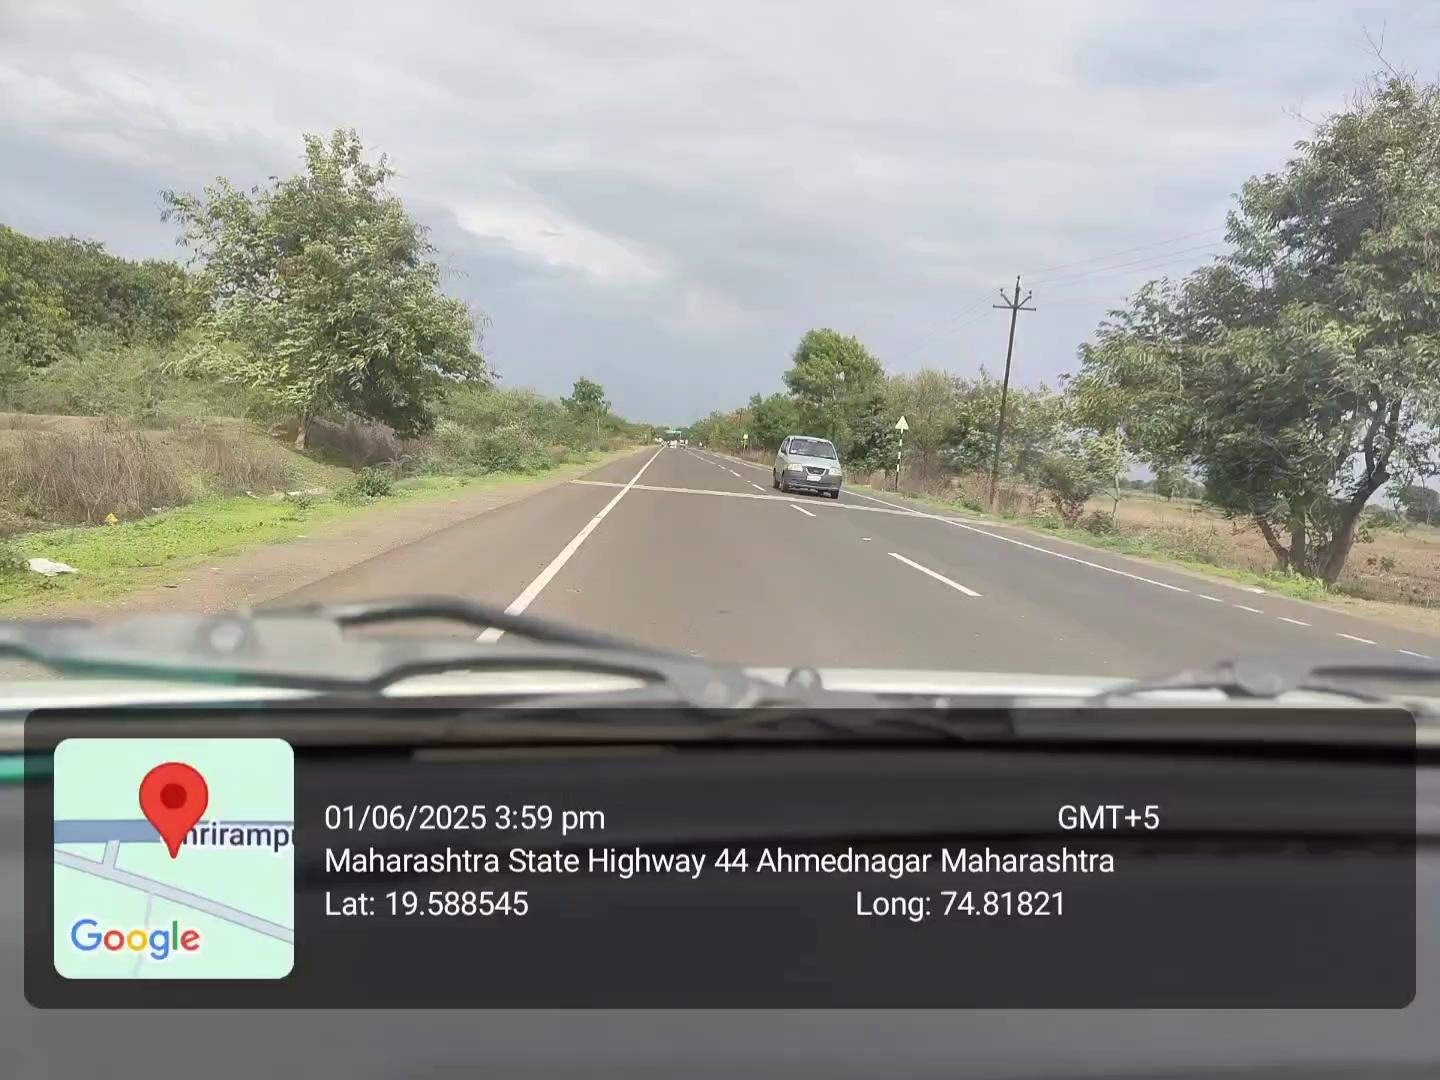 hrirampu
Google
01/06/2025 3:59 pm GMT+5
Maharashtra State Highway 44 Ahmednagar Maharashtra
Lat: 19.588545 Long: 74.81821